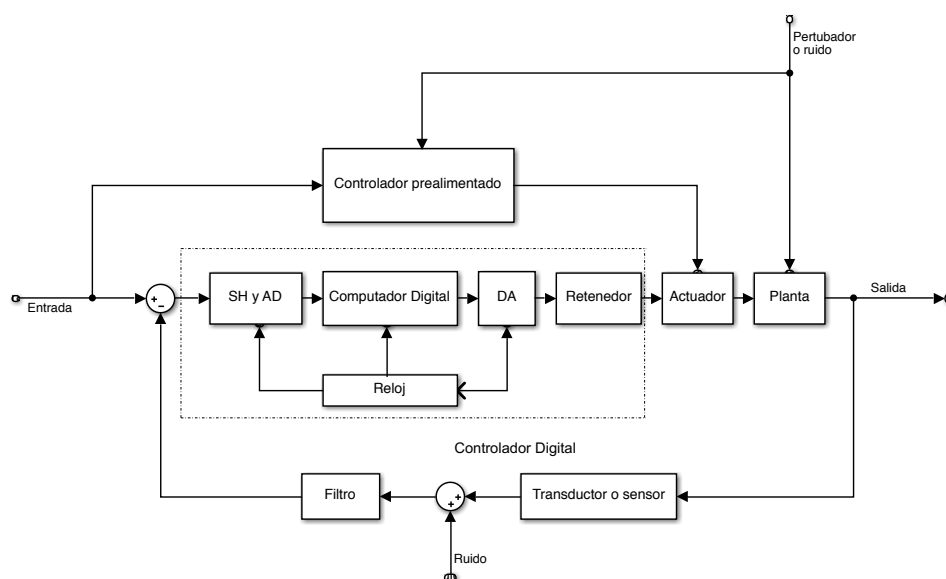 Pertubador
o ruido
Controlador prealimentado
Entrada
+
−
SH y AD
Computador Digital
DA
Retenedor
Actuador
Planta
Salida
Reloj
Controlador Digital
Filtro
+
+
Transductor o sensor
Ruido